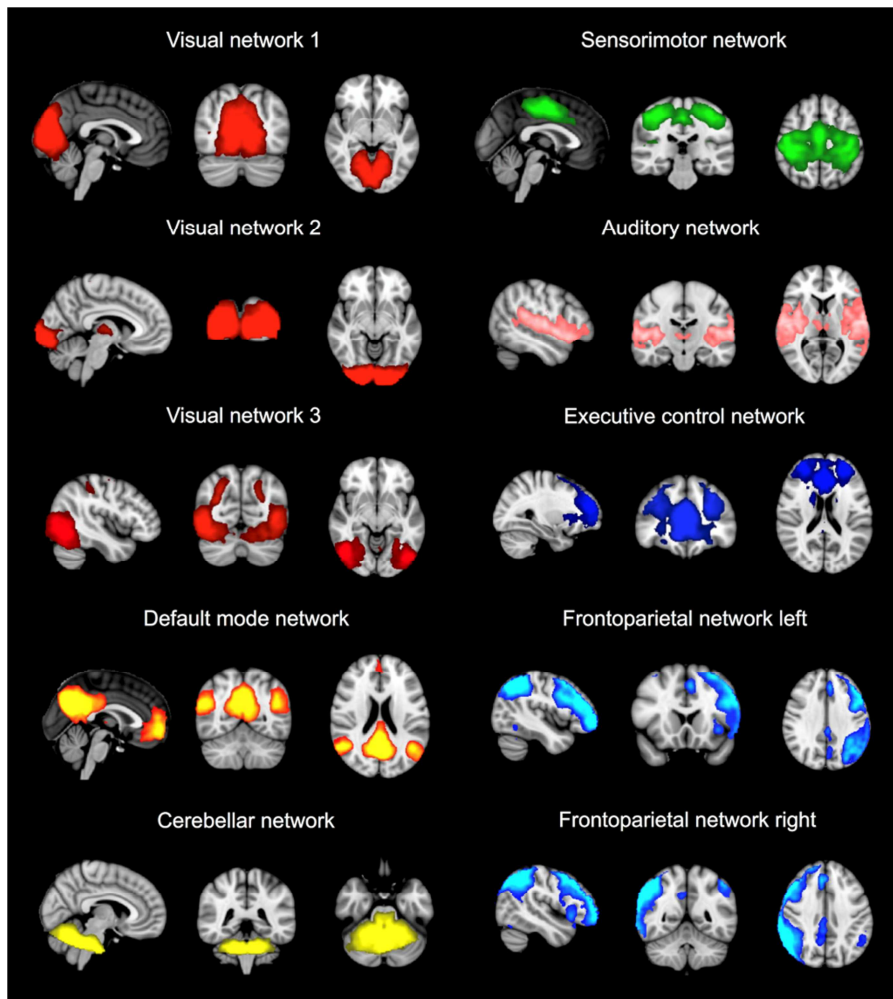 Visual network 1
Sensorimotor network
Visual network 2
Auditory network
Visual network 3
Executive control network
Default mode network
Frontoparietal network left
Cerebellar network
Frontoparietal network right